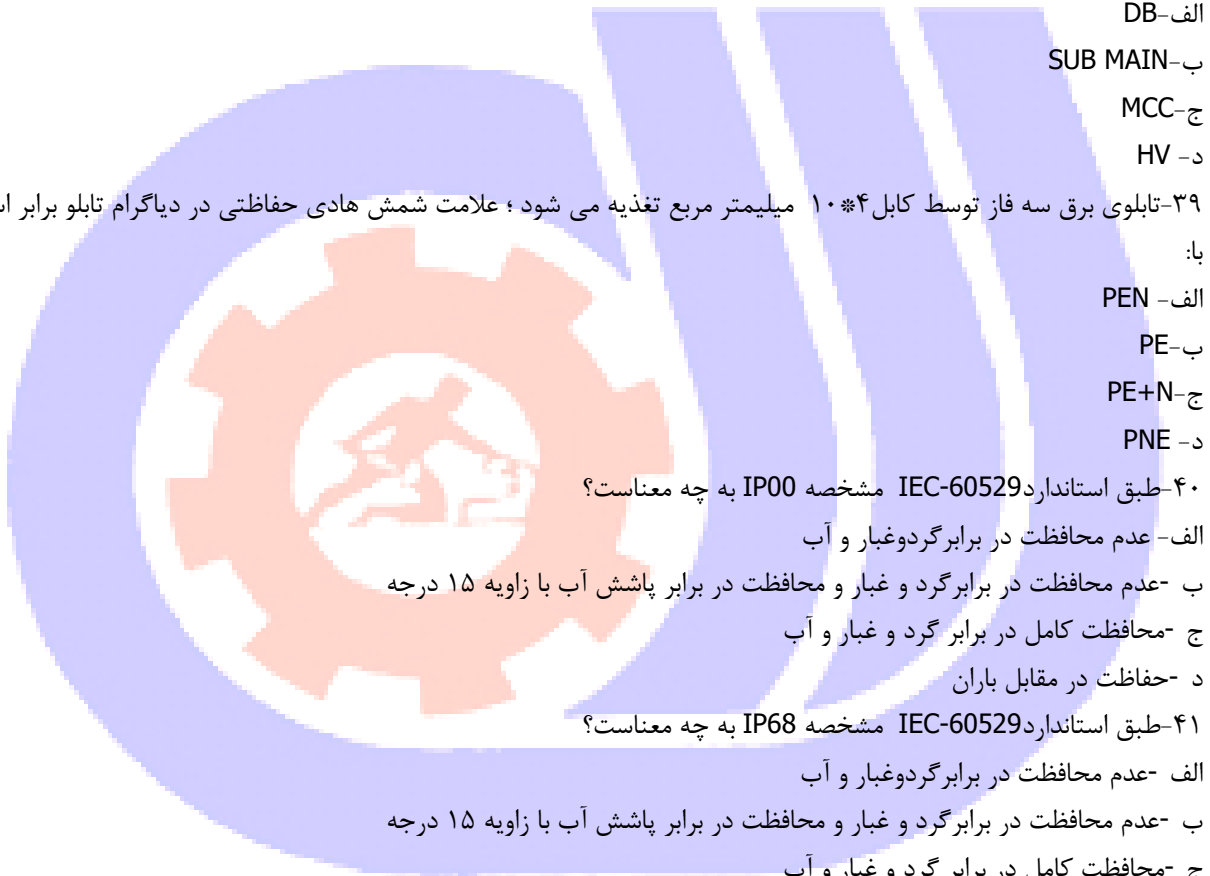 الف-DB
ب-SUB MAIN
ج-MCC
د- HV
۳۹-تابلوی برق سه فاز توسط کابل۴*۱۰ میلیمتر مربع تغذیه می شود ؛ علامت شمش هادی حفاظتی در دیاگرام تابلو برابر
با:
الف- PEN
ب-PE
ج-PE+N
د- PNE
۴۰-طبق استانداردIEC-60529 مشخصه IP00 به چه معناست؟
الف- عدم محافظت در برابرگردوغبار و آب
ب -عدم محافظت در برابرگرد و غبار و محافظت در برابر پاشش آب با زاویه ۱۵ درجه
ج -محافظت کامل در برابر گرد و غبار و آب
د -حفاظت در مقابل باران
۴۱-طبق استانداردIEC-60529 مشخصه IP68 به چه معناست؟
الف -عدم محافظت در برابرگردوغبار و آب
ب -عدم محافظت در برابرگرد و غبار و محافظت در برابر پاشش آب با زاویه ۱۵ درجه
ج -محافظت کامل در برابر گرد و غبار و آب